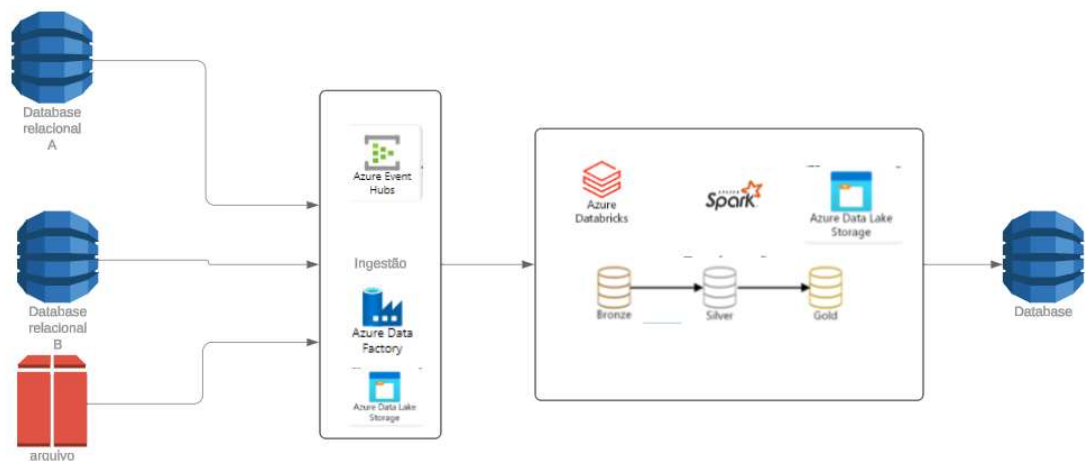 Database
relacional
A
Database
relacional
B
arquivo
Azure Event
Hubs
Ingestão
Azure Data
Factory
Azure Data Lake
Storage
Azure
Databricks
APACHE
Spark
Azure Data Lake
Storage
Bronze
Silver
Gold
Database